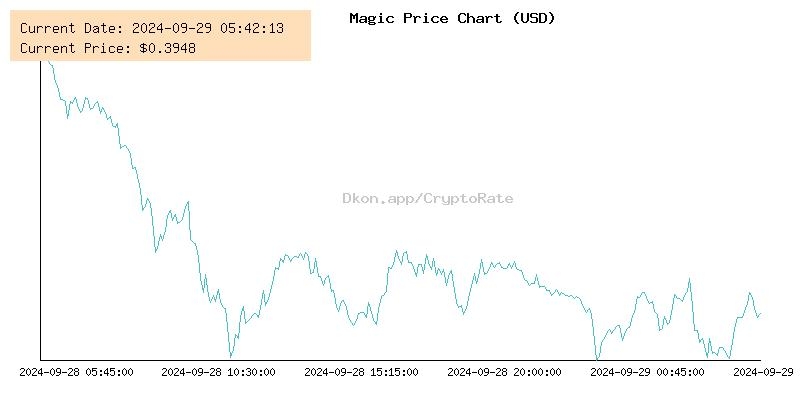 Magic Price Chart (USD)
Current Date: 2024-09-29 05:42:13
Current Price: $0.3948
Dkon.app/CryptoRate
2024-09-28 05:45:00
2024-09-28 10:30:00
2024-09-28 15:15:00
2024-09-28 20:00:00
2024-09-29 00:45:00
2024-09-29